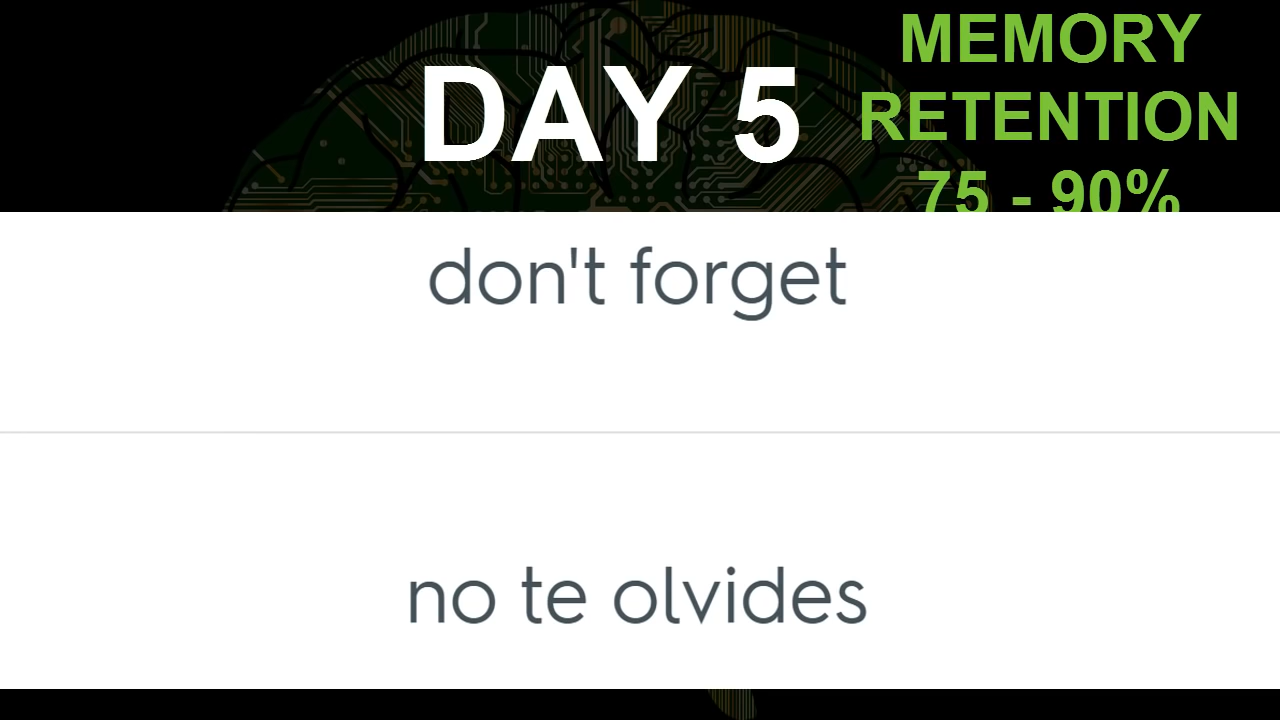 DAY 5
MEMORY
RETENTION
75 - 90%
don't forget
no te olvides